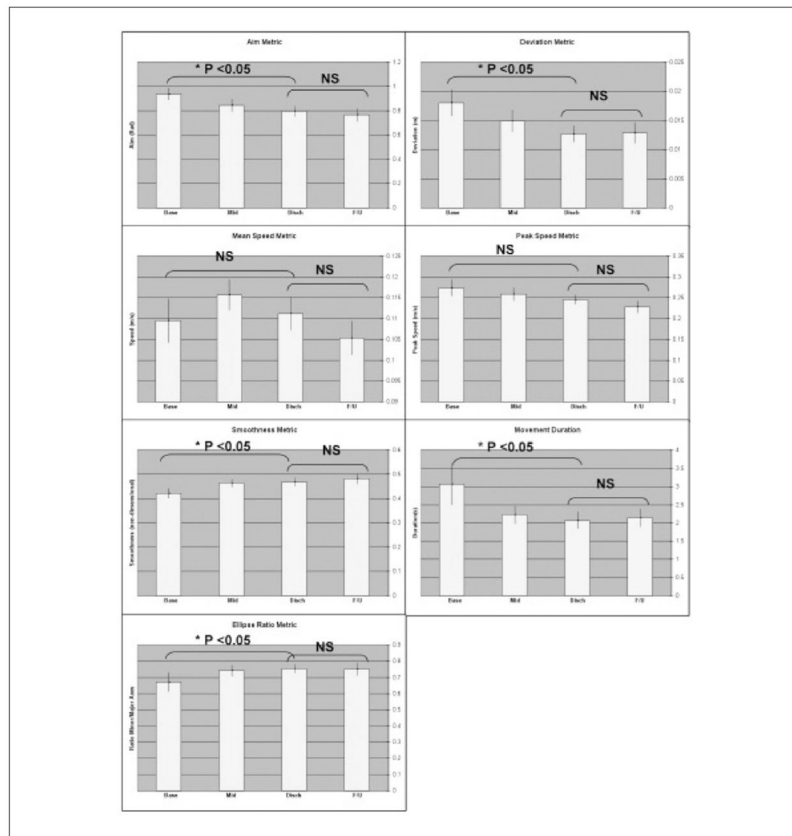 Aim Metric
* P <0.05
NS
Aim (Rad)
1.2
1
0.8
0.6
0.4
0.2
0
Base Mid Disch F/U
Deviation Metric
* P <0.05
NS
Deviation (m)
0.025
0.02
0.015
0.01
0.005
0
Base Mid Disch F/U
Mean Speed Metric
NS
NS
Speed (m/s)
0.125
0.12
0.115
0.11
0.105
0.1
0.095
0.09
Base Mid Disch F/U
Peak Speed Metric
NS
NS
Peak Speed (m/s)
0.35
0.3
0.25
0.2
0.15
0.1
0.05
0
Base Mid Disch F/U
Smoothness Metric
* P <0.05
NS
Smoothness (non-dimensional)
0.6
0.5
0.4
0.3
0.2
0.1
0
Base Mid Disch F/U
Movement Duration
* P <0.05
NS
Duration(s)
4
3.5
3
2.5
2
1.5
1
0.5
0
Base Mid Disch F/U
Ellipse Ratio Metric
* P <0.05
NS
Ratio Minor/Major Axes
0.9
0.8
0.7
0.6
0.5
0.4
0.3
0.2
0.1
0
Base Mid Disch F/U